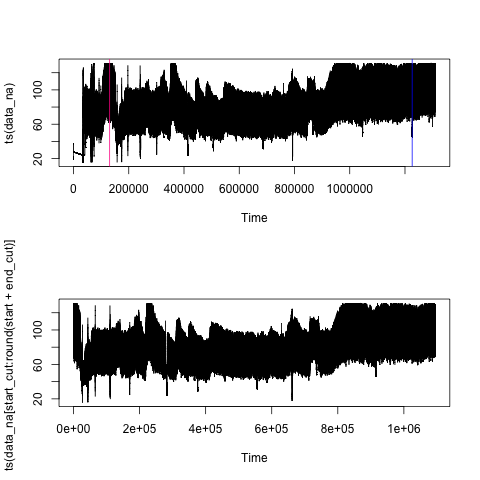 ts(data_na)
20 60 100
0 200000 400000 600000 800000 1000000
Time
ts(data_na[start_cut:round(start + end_cut)]
20 60 100
0e+00 2e+05 4e+05 6e+05 8e+05 1e+06
Time